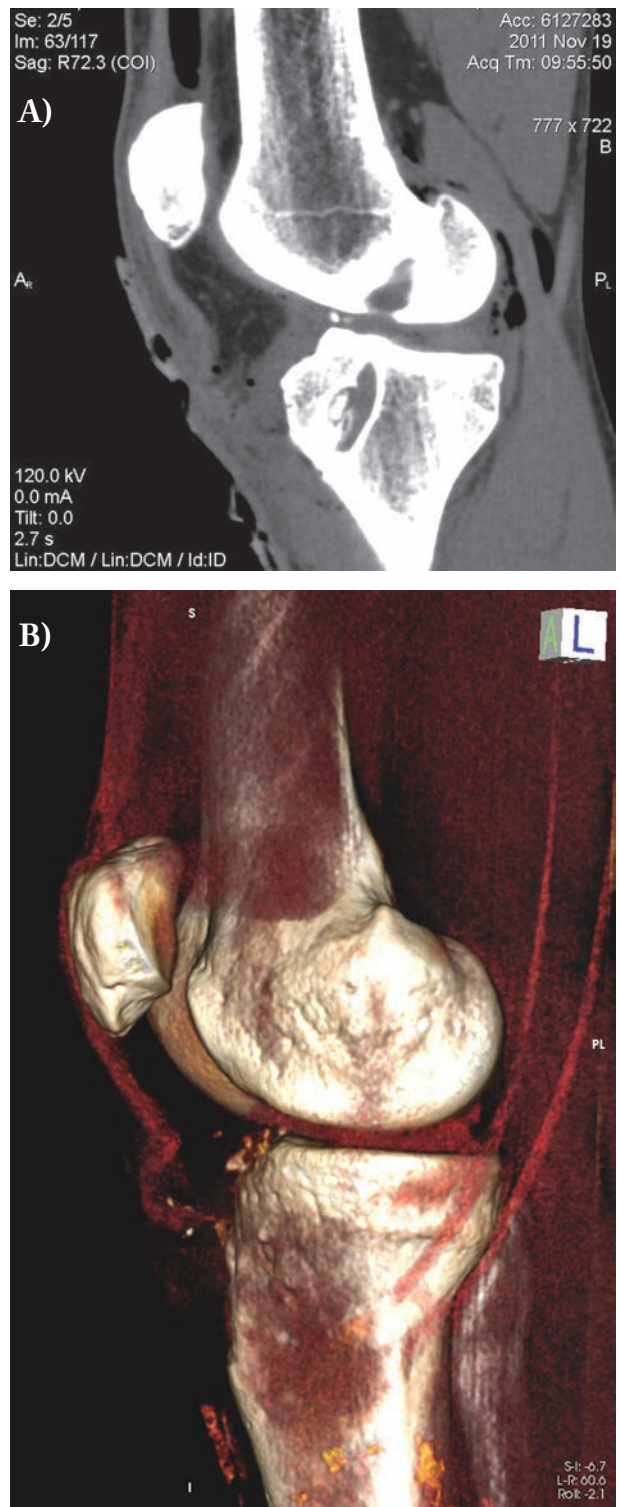 Se: 2/5
Im: 63/117
Sag: R72.3 (COI)
Acc: 6127283
2011 Nov 19
Acq Tm: 09:55:50
A)
777 x 722
B
AR
PL
120.0 kV
0.0 mA
Tilt: 0.0
2.7 s
Lin:DCM / Lin:DCM / Id:ID
B)
S
A L
PL
I
S-I: -6.7
L-R: 60.6
Roll: -2.1